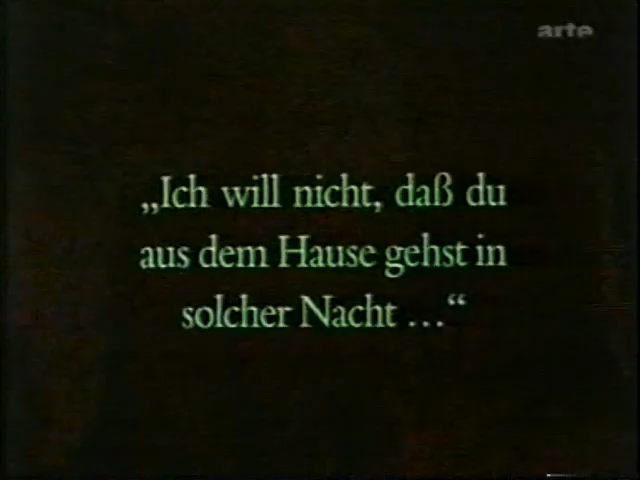 arte
„Ich will nicht, daß du
aus dem Hause gehst in
solcher Nacht ...“